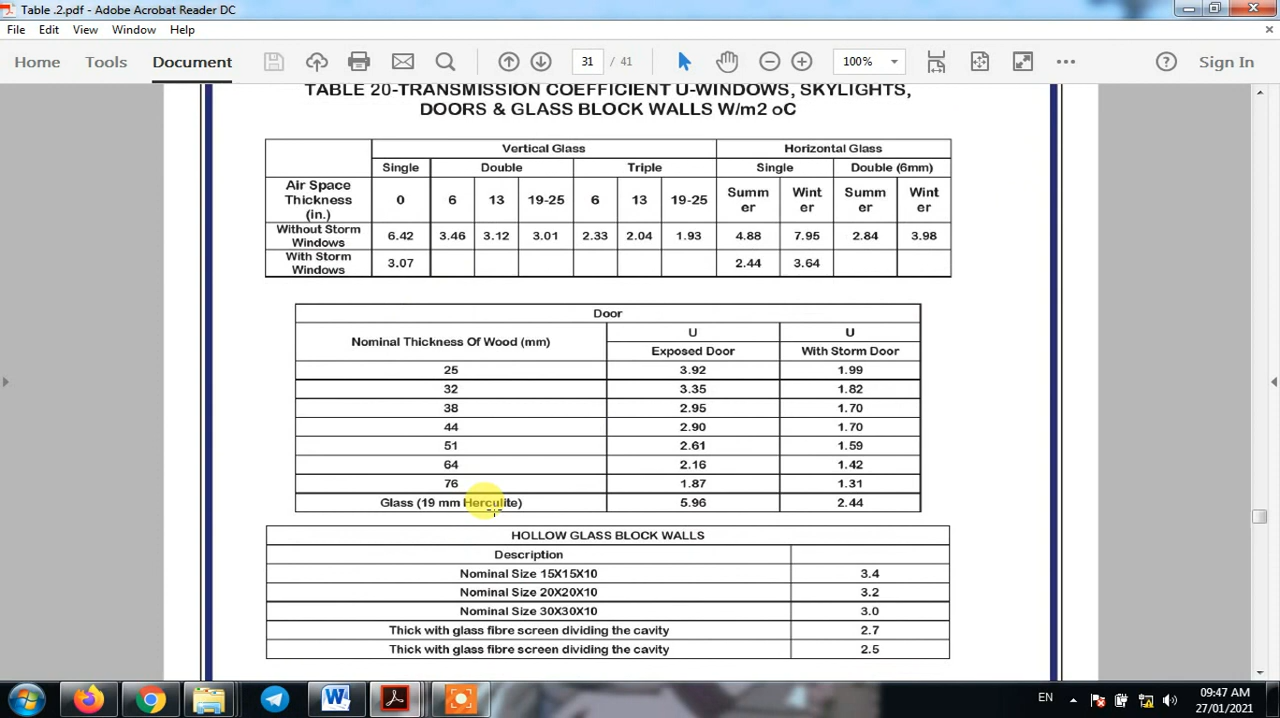 Table .2.pdf - Adobe Acrobat Reader DC
File Edit View Window Help
Home Tools Document 31 / 41 100% Sign In
TABLE 20-TRANSMISSION COEFFICIENT U-WINDOWS, SKYLIGHTS,
DOORS & GLASS BLOCK WALLS W/m2 oC
Vertical Glass Horizontal Glass
Single Double Triple Single Double (6mm)
Air Space Thickness (in.) 0 6 13 19-25 6 13 19-25 Summer Winter Summer Winter
Without Storm Windows 6.42 3.46 3.12 3.01 2.33 2.04 1.93 4.88 7.95 2.84 3.98
With Storm Windows 3.07 2.44 3.64
Door
Nominal Thickness Of Wood (mm) U U
Exposed Door With Storm Door
25 3.92 1.99
32 3.35 1.82
38 2.95 1.70
44 2.90 1.70
51 2.61 1.59
64 2.16 1.42
76 1.87 1.31
Glass (19 mm Herculite) 5.96 2.44
HOLLOW GLASS BLOCK WALLS
Description
Nominal Size 15X15X10 3.4
Nominal Size 20X20X10 3.2
Nominal Size 30X30X10 3.0
Thick with glass fibre screen dividing the cavity 2.7
Thick with glass fibre screen dividing the cavity 2.5
EN 09:47 AM
27/01/2021